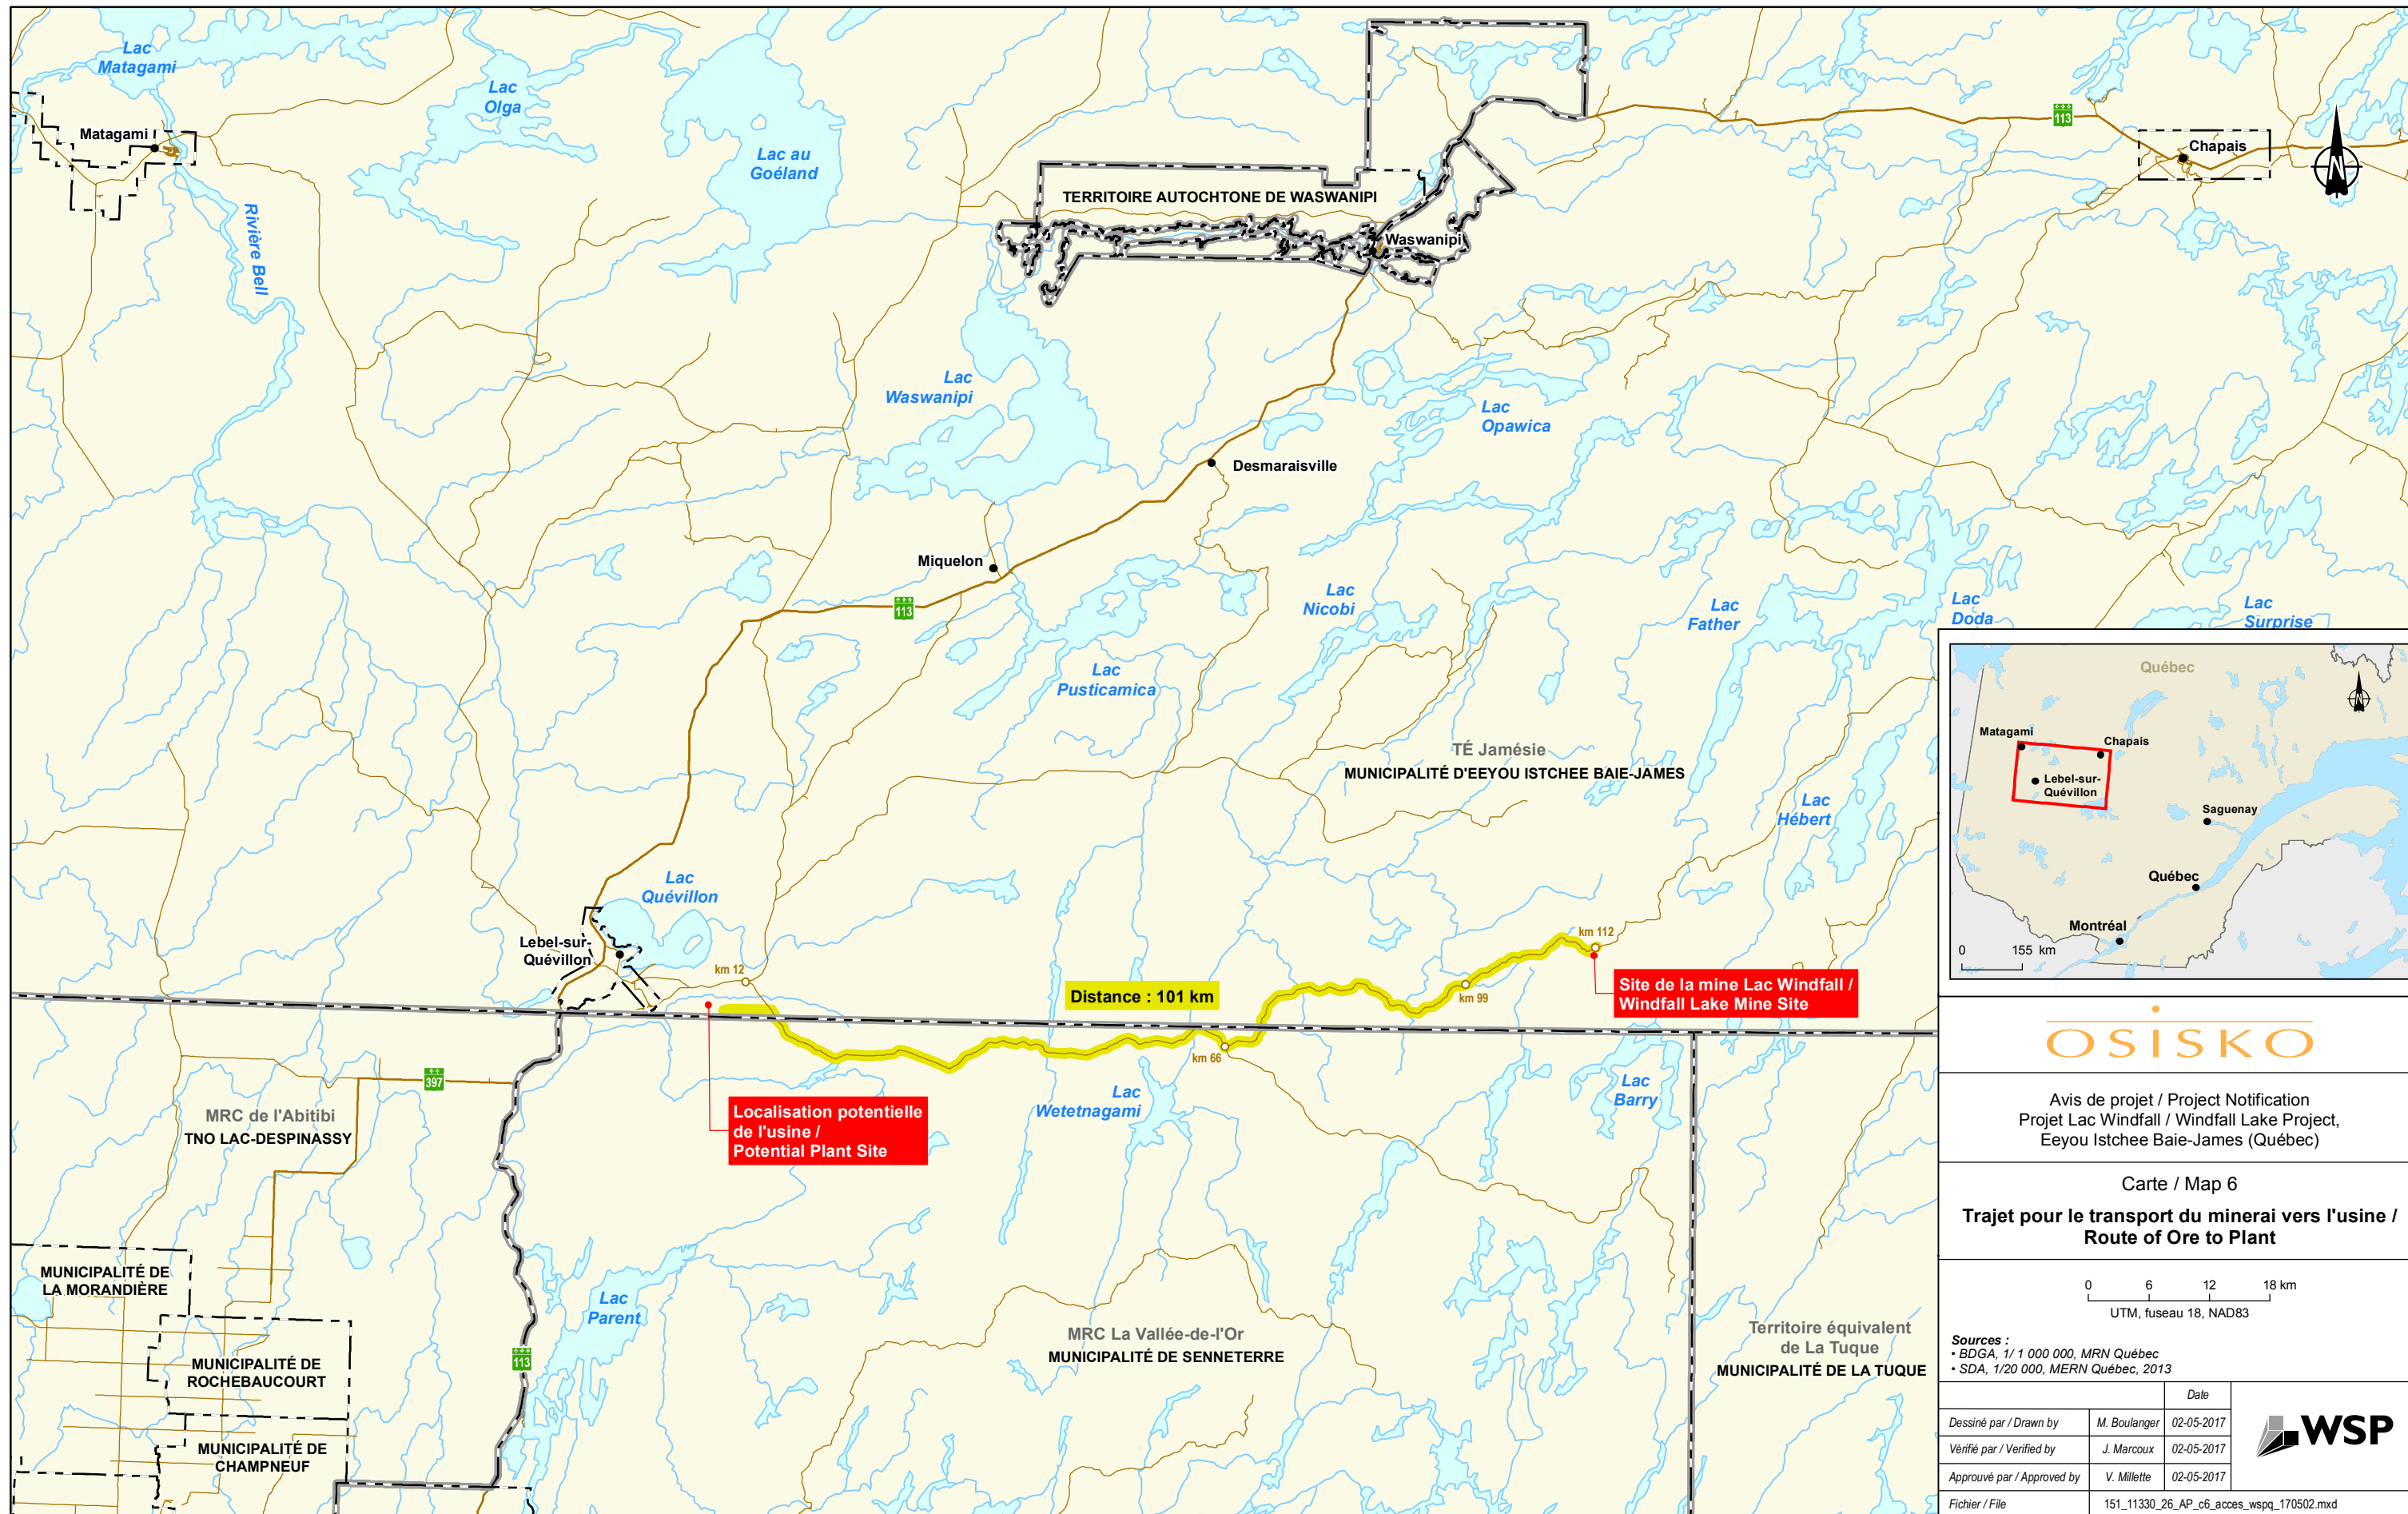 Lac
Matagami
Lac
Olga
Matagami
Lac au
Goéland
Rivière Bell
TERRITOIRE AUTOCHTONE DE WASWANIPI
Waswanipi
113
Chapais
N
Lac
Waswanipi
Lac
Opawica
Desmaraisville
Miquelon
113
Lac
Nicobi
Lac
Father
Lac
Doda
Lac
Surprise
Lac
Pusticamica
TÉ Jamésie
MUNICIPALITÉ D'EEYOU ISTCHEE BAIE-JAMES
Lac
Hébert
Lac
Quévillon
Lebel-sur-
Quévillon
km 12
km 112
km 99
km 66
Distance : 101 km
Site de la mine Lac Windfall /
Windfall Lake Mine Site
Localisation potentielle
de l'usine /
Potential Plant Site
397
MRC de l'Abitibi
TNO LAC-DESPINASSY
Lac
Wetetnagami
Lac
Barry
MUNICIPALITÉ DE
LA MORANDIÈRE
Lac
Parent
MUNICIPALITÉ DE
ROCHEBAUCOURT
113
MRC La Vallée-de-l'Or
MUNICIPALITÉ DE SENNETERRE
Territoire équivalent
de La Tuque
MUNICIPALITÉ DE LA TUQUE
MUNICIPALITÉ DE
CHAMPNEUF
Québec
N
Matagami
Chapais
Lebel-sur-
Quévillon
Saguenay
Québec
Montréal
0 155 km
OSISKO
Avis de projet / Project Notification
Projet Lac Windfall / Windfall Lake Project,
Eeyou Istchee Baie-James (Québec)
Carte / Map 6
Trajet pour le transport du minerai vers l'usine /
Route of Ore to Plant
0 6 12 18 km
UTM, fuseau 18, NAD83
Sources :
• BDGA, 1/ 1 000 000, MRN Québec
• SDA, 1/20 000, MERN Québec, 2013
Date
Dessiné par / Drawn by M. Boulanger 02-05-2017
Vérifié par / Verified by J. Marcoux 02-05-2017
Approuvé par / Approved by V. Millette 02-05-2017
WSP
Fichier / File 151_11330_26_AP_c6_acces_wspq_170502.mxd